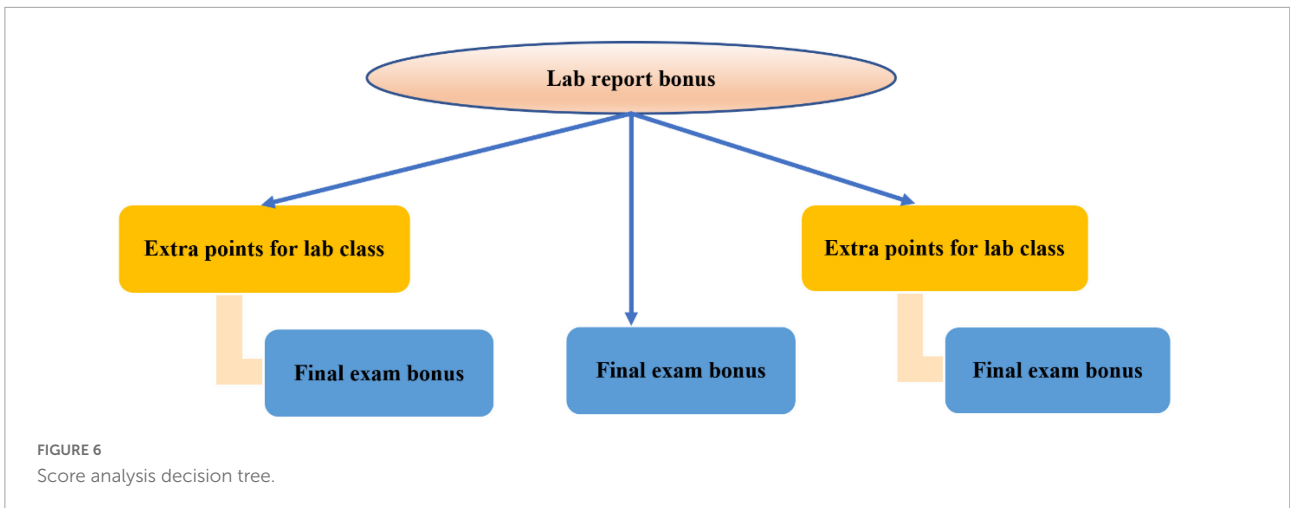 Lab report bonus
Extra points for lab class
Extra points for lab class
Final exam bonus
Final exam bonus
Final exam bonus
FIGURE 6
Score analysis decision tree.